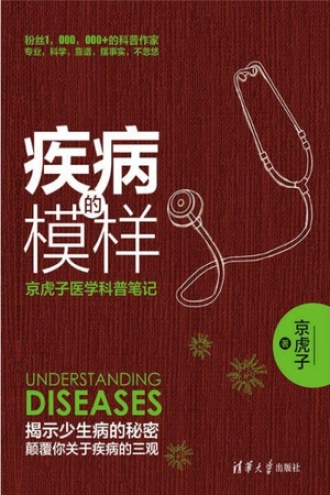 粉丝1，000，000+的科普作家
专业，科学，靠谱，摆事实，不忽悠
疾病
的
模样
京虎子医学科普笔记
京虎子
著
UNDERSTANDING
DISEASES
揭示少生病的秘密
颠覆你关于疾病的三观
清华大学出版社